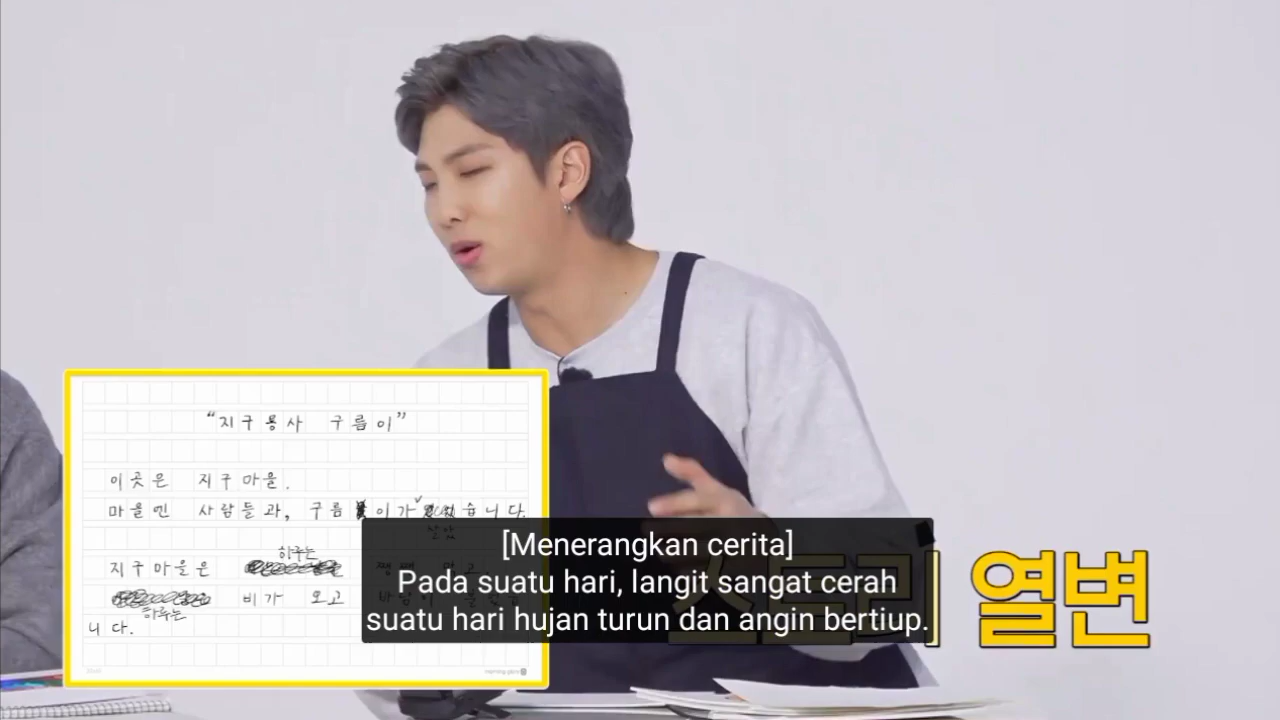 “지구용사 구름이”
이곳은 지구마을.
마을엔 사람들과, 구름이가 살았습니다.
하루는
지구마을은
비가 오고
하루는
니다.
[Menerangkan cerita]
Pada suatu hari, langit sangat cerah
suatu hari hujan turun dan angin bertiup.
스토리 열변